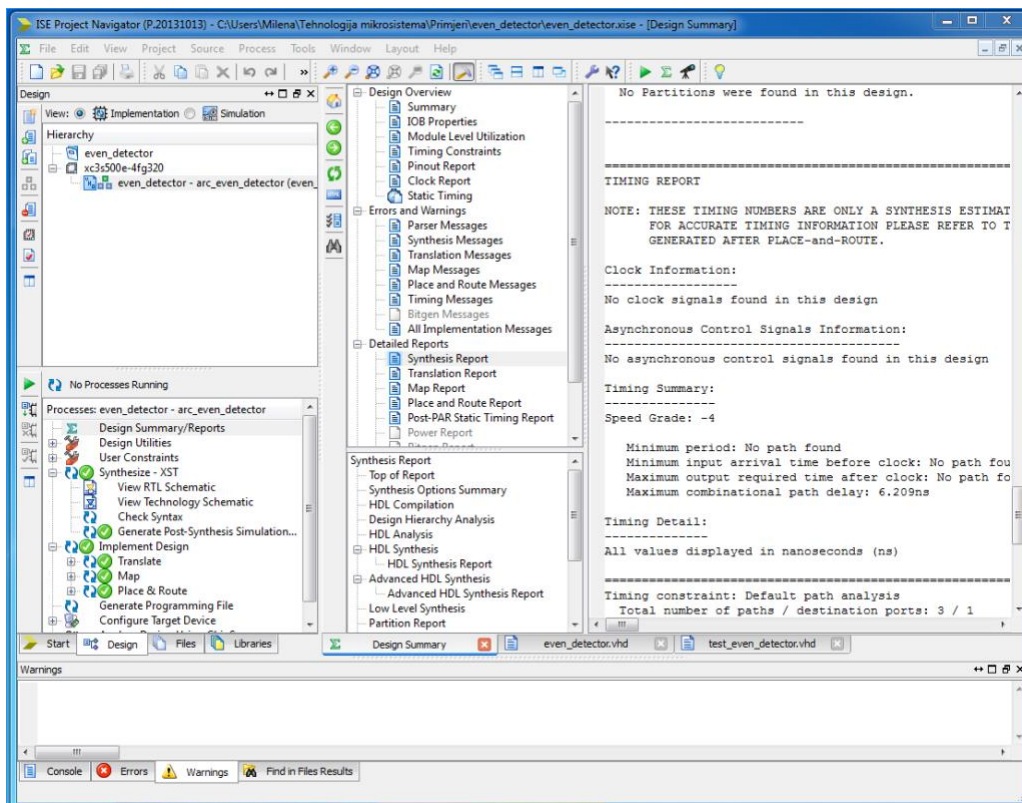 ISE Project Navigator (P.20131013) - C:\Users\Milena\Tehnologija mikrosistema\Primjeri\even_detector\even_detector.xise - [Design Summary]
File Edit View Project Source Process Tools Window Layout Help
Design
View: Implementation Simulation
Hierarchy
even_detector
xc3s500e-4fg320
even_detector - arc_even_detector (even_
No Processes Running
Processes: even_detector - arc_even_detector
Design Summary/Reports
Design Utilities
User Constraints
Synthesize - XST
View RTL Schematic
View Technology Schematic
Check Syntax
Generate Post-Synthesis Simulation...
Implement Design
Translate
Map
Place & Route
Generate Programming File
Configure Target Device
Start Design Files Libraries
Design Overview
Summary
IOB Properties
Module Level Utilization
Timing Constraints
Pinout Report
Clock Report
Static Timing
Errors and Warnings
Parser Messages
Synthesis Messages
Translation Messages
Map Messages
Place and Route Messages
Timing Messages
Bitgen Messages
All Implementation Messages
Detailed Reports
Synthesis Report
Translation Report
Map Report
Place and Route Report
Post-PAR Static Timing Report
Power Report
Synthesis Report
Top of Report
Synthesis Options Summary
HDL Compilation
Design Hierarchy Analysis
HDL Analysis
HDL Synthesis
HDL Synthesis Report
Advanced HDL Synthesis
Advanced HDL Synthesis Report
Low Level Synthesis
Partition Report
No Partitions were found in this design.
-------------------------------
==================================================
TIMING REPORT
NOTE: THESE TIMING NUMBERS ARE ONLY A SYNTHESIS ESTIMAT
FOR ACCURATE TIMING INFORMATION PLEASE REFER TO T
GENERATED AFTER PLACE-and-ROUTE.
Clock Information:
------------------
No clock signals found in this design
Asynchronous Control Signals Information:
----------------------------------------
No asynchronous control signals found in this design
Timing Summary:
---------------
Speed Grade: -4
Minimum period: No path found
Minimum input arrival time before clock: No path fou
Maximum output required time after clock: No path fo
Maximum combinational path delay: 6.209ns
Timing Detail:
--------------
All values displayed in nanoseconds (ns)
==================================================
Timing constraint: Default path analysis
Total number of paths / destination ports: 3 / 1
Design Summary even_detector.vhd test_even_detector.vhd
Warnings
Console Errors Warnings Find in Files Results